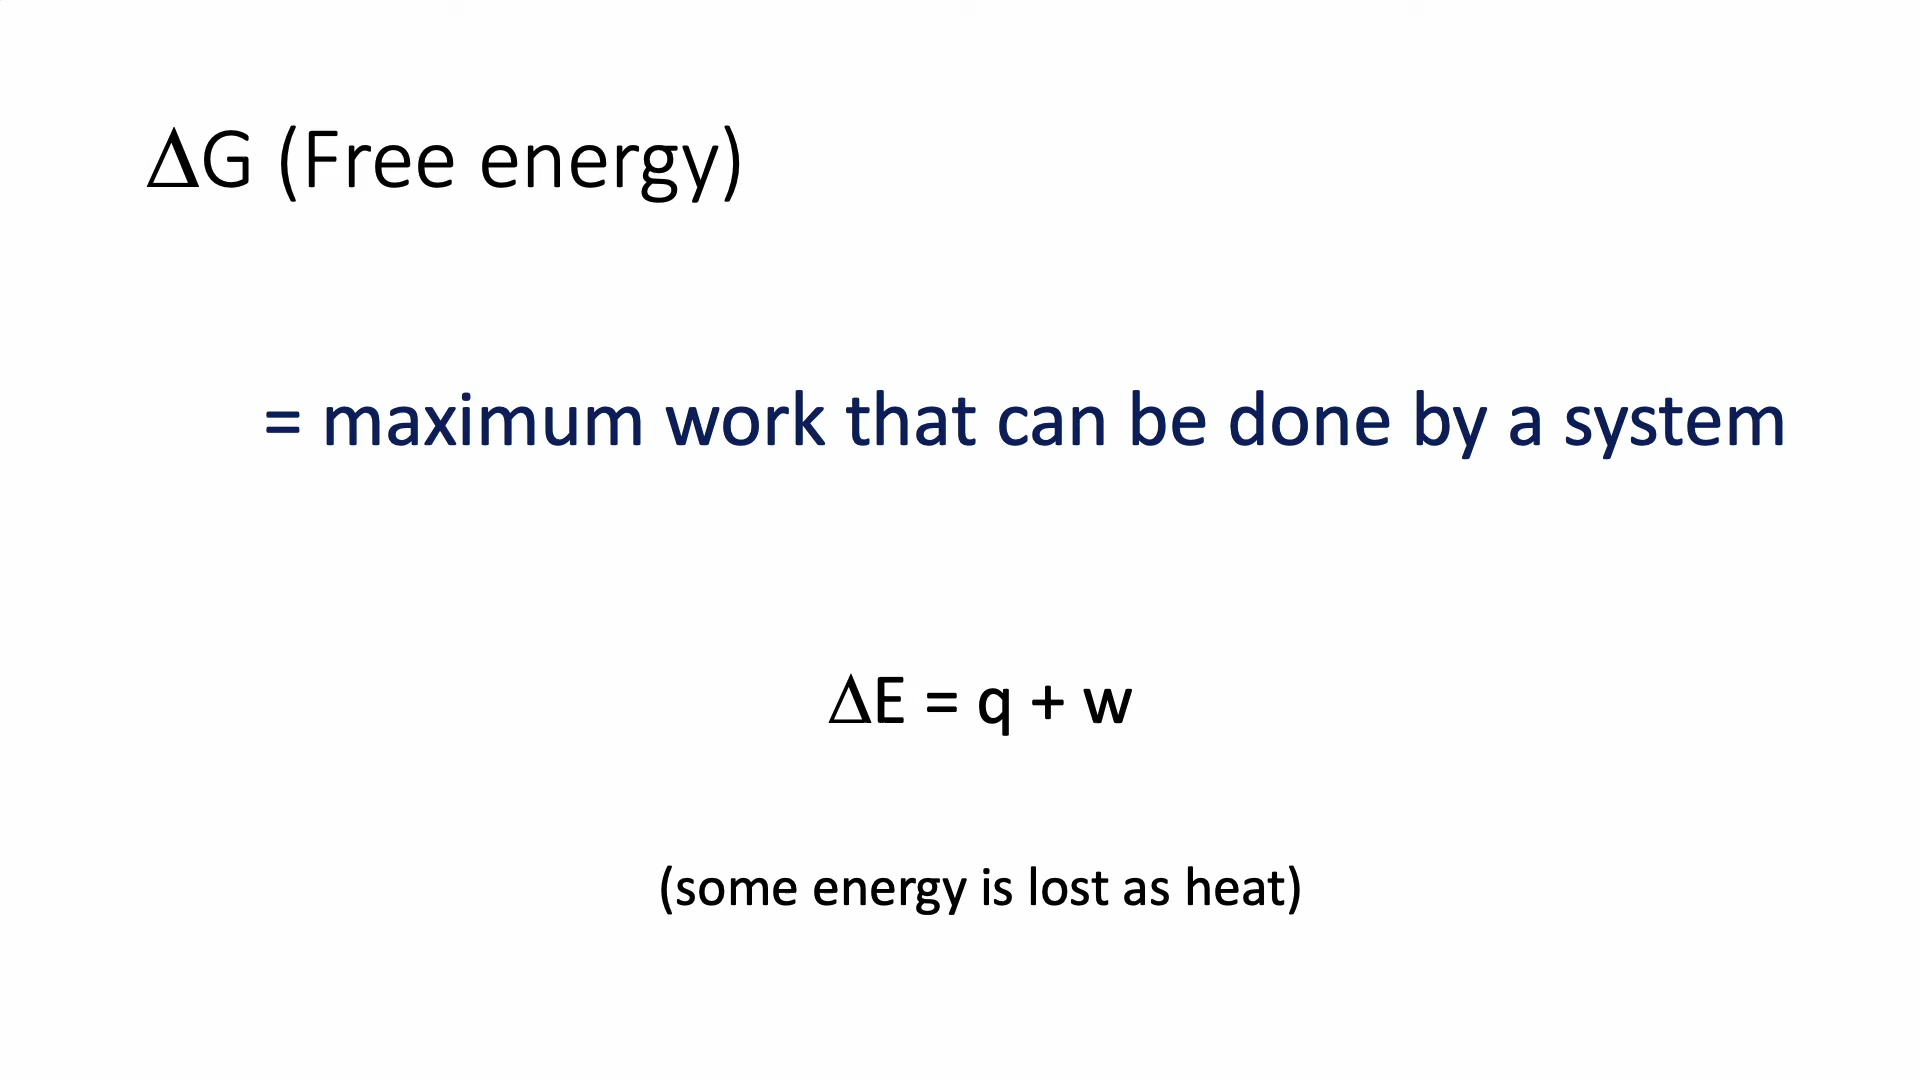 ΔG (Free energy)
= maximum work that can be done by a system
ΔE = q + w
(some energy is lost as heat)